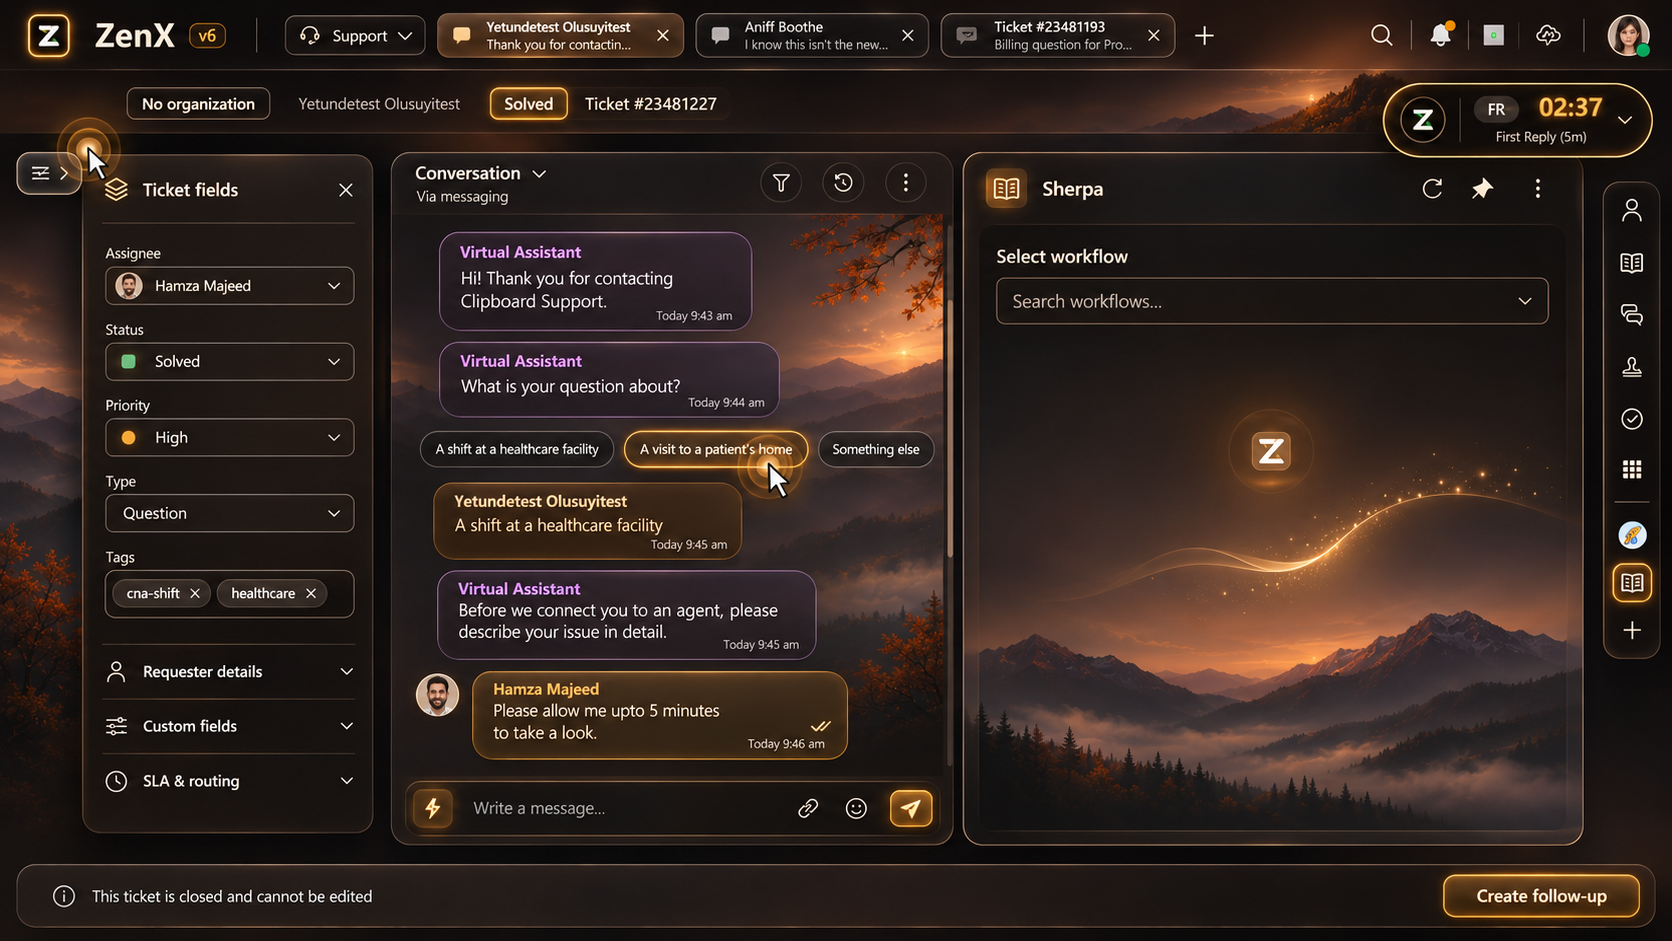 Z ZenX v6
Support
Yetundetest Olusuyitest
Thank you for contactin...
Aniff Boothe
I know this isn't the new...
Ticket #23481193
Billing question for Pro...
No organization
Yetundetest Olusuyitest
Solved
Ticket #23481227
Z
FR
02:37
First Reply (5m)
Ticket fields
Assignee
Hamza Majeed
Status
Solved
Priority
High
Type
Question
Tags
cna-shift
healthcare
Requester details
Custom fields
SLA & routing
Conversation
Via messaging
Virtual Assistant
Hi! Thank you for contacting
Clipboard Support.
Today 9:43 am
Virtual Assistant
What is your question about?
Today 9:44 am
A shift at a healthcare facility
A visit to a patient's home
Something else
Yetundetest Olusuyitest
A shift at a healthcare facility
Today 9:45 am
Virtual Assistant
Before we connect you to an agent, please
describe your issue in detail.
Today 9:45 am
Hamza Majeed
Please allow me upto 5 minutes
to take a look.
Today 9:46 am
Write a message...
Sherpa
Select workflow
Search workflows...
Z
This ticket is closed and cannot be edited
Create follow-up